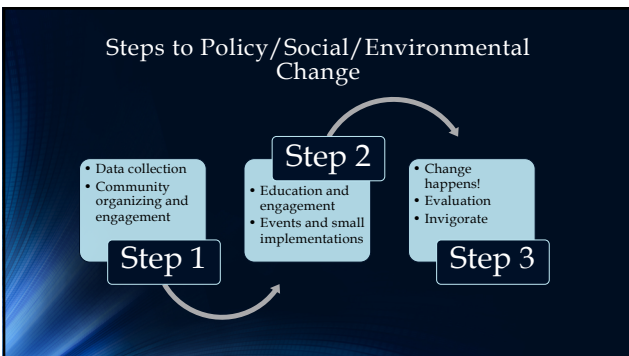 Steps to Policy/Social/Environmental
Change
• Data collection
• Community
organizing and
engagement
Step 1
Step 2
• Education and
engagement
• Events and small
implementations
• Change
happens!
• Evaluation
• Invigorate
Step 3